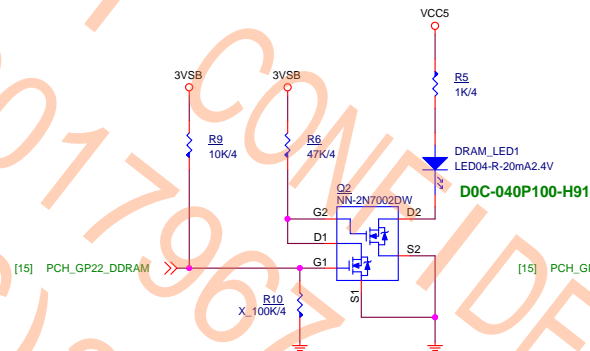 VCC5
3VSB
3VSB
R5
1K/4
R9
10K/4
R6
47K/4
DRAM_LED1
LED04-R-20mA2.4V
D0C-040P100-H91
Q2
NN-2N7002DW
G2
D2
D1
S2
G1
S1
[15] PCH_GP22_DDRAM
[15]
R10
X_100K/4